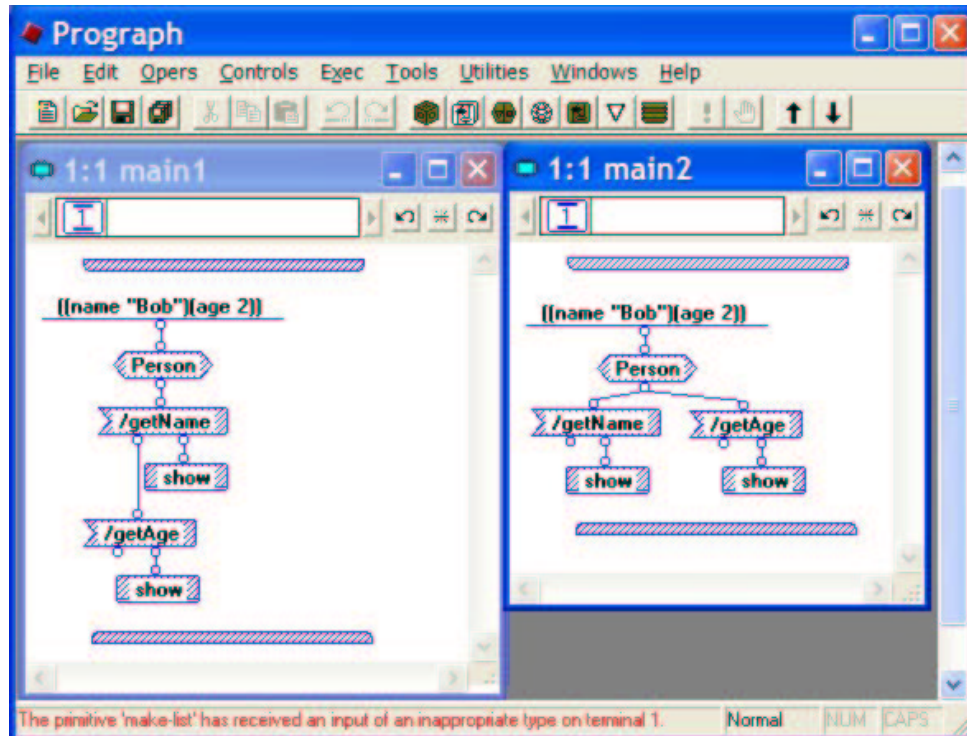 Prograph
File Edit Opers Controls Exec Tools Utilities Windows Help
1:1 main1
1
((name "Bob")(age 2))
Person
/getName
show
/getAge
show
1:1 main2
1
((name "Bob")(age 2))
Person
/getName /getAge
show show
The primitive 'make-list' has received an input of an inappropriate type on terminal 1. Normal NUM CAPS